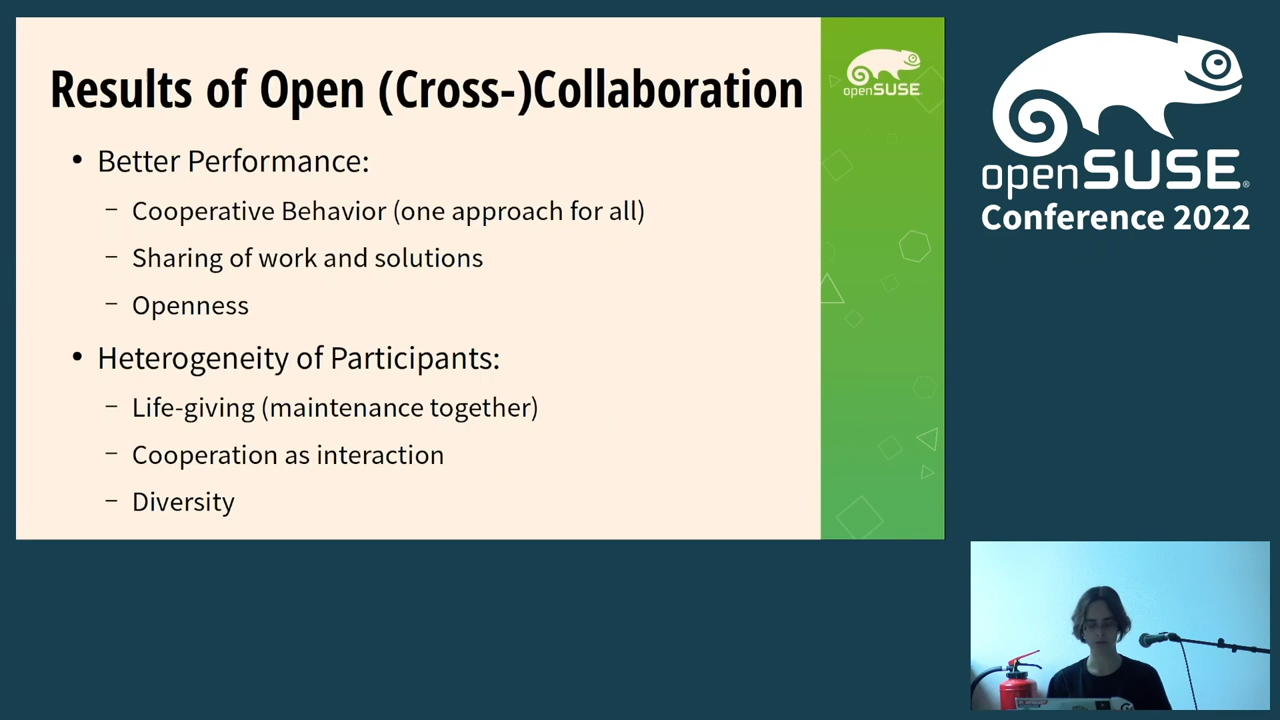 Results of Open (Cross-)Collaboration
• Better Performance:
– Cooperative Behavior (one approach for all)
– Sharing of work and solutions
– Openness
• Heterogeneity of Participants:
– Life-giving (maintenance together)
– Cooperation as interaction
– Diversity
openSUSE
openSUSE®
Conference 2022